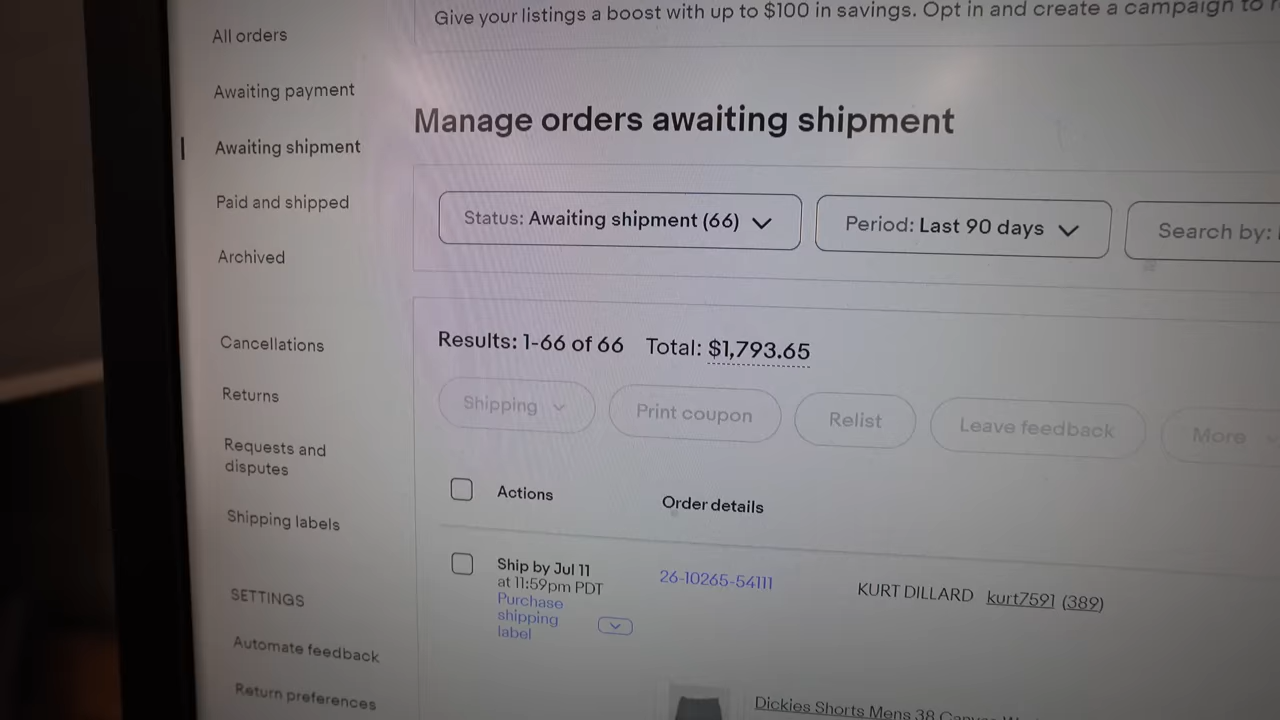 Give your listings a boost with up to $100 in savings. Opt in and create a campaign to
All orders
Awaiting payment
Awaiting shipment
Paid and shipped
Archived
Cancellations
Returns
Requests and
disputes
Shipping labels
SETTINGS
Automate feedback
Return preferences
Manage orders awaiting shipment
Status: Awaiting shipment (66)
Period: Last 90 days
Search by:
Results: 1-66 of 66 Total: $1,793.65
Shipping
Print coupon
Relist
Leave feedback
More
Actions
Order details
Ship by Jul 11
at 11:59pm PDT
Purchase
shipping
label
26-10265-54111
KURT DILLARD kurt7591 (389)
Dickies Shorts Mens 38